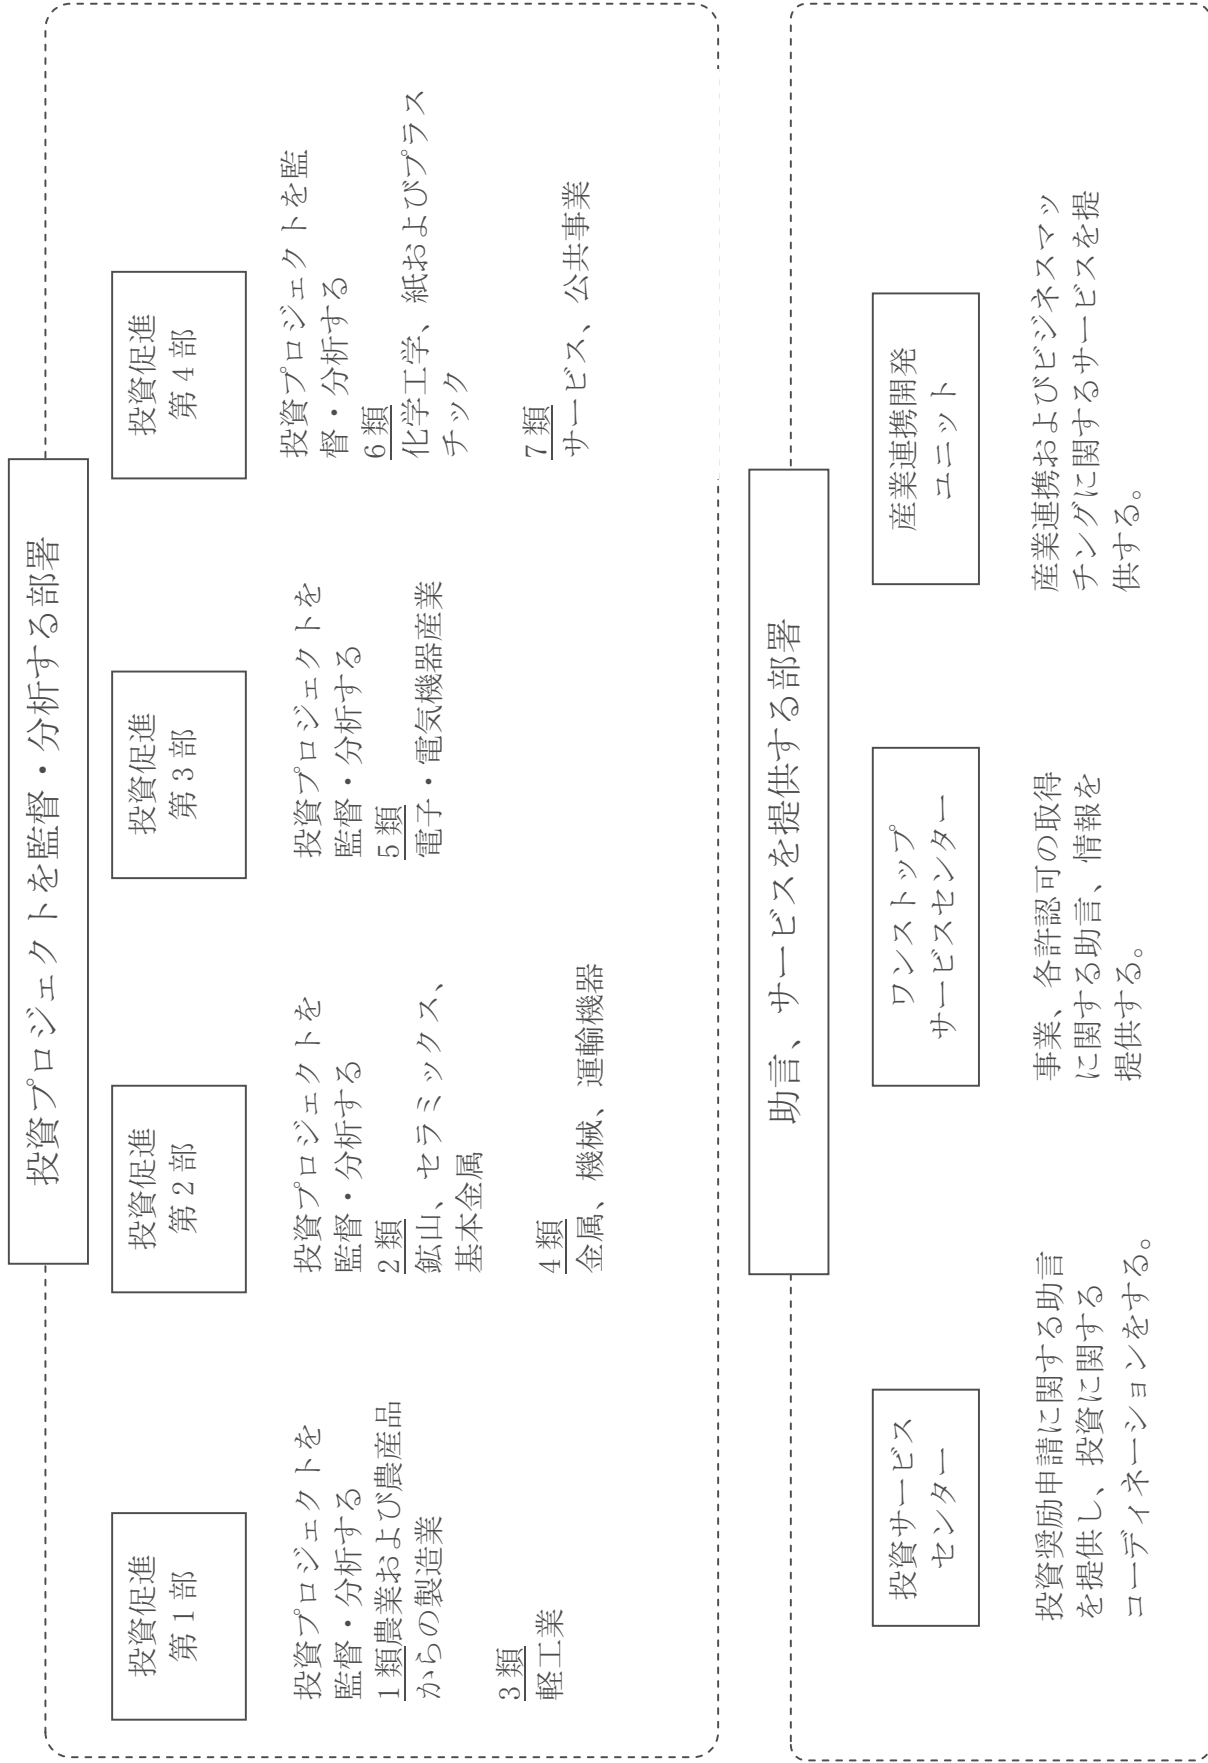 投資プロジェクトを監督・分析する部署
投資促進
第1部
投資プロジェクトを
監督・分析する
1類農業および農産品
からの製造業
3類
軽工業
投資促進
第2部
投資プロジェクトを
監督・分析する
2類
鉱山、セラミックス、
基本金属
4類
金属、機械、運輸機器
投資促進
第3部
投資プロジェクトを
監督・分析する
5類
電子・電気機器産業
投資促進
第4部
投資プロジェクトを監
督・分析する
6類
化学工学、紙およびプラス
チック
7類
サービス、公共事業
助言、サービスを提供する部署
投資サービス
センター
投資奨励申請に関する助言
を提供し、投資に関する
コーディネーションをする。
ワンストップ
サービスセンター
事業、各許認可の取得
に関する助言、情報を
提供する。
産業連携開発
ユニット
産業連携およびビジネスマッ
チングに関するサービスを提
供する。